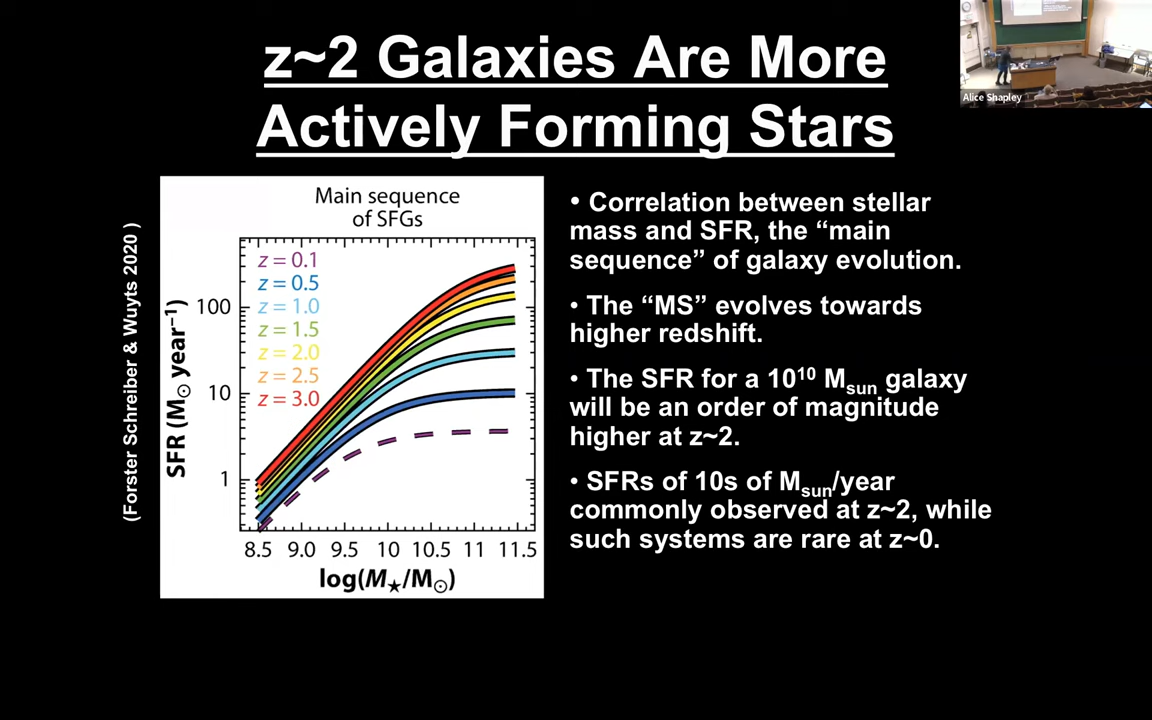 z~2 Galaxies Are More
Actively Forming Stars
Alice Shapley
(Forster Schreiber & Wuyts 2020 )
Main sequence
of SFGs
z = 0.1
z = 0.5
z = 1.0
z = 1.5
z = 2.0
z = 2.5
z = 3.0
SFR (M☉ year⁻¹)
100
10
1
8.5 9.0 9.5 10 10.5 11 11.5
log(M★/M☉)
• Correlation between stellar
mass and SFR, the “main
sequence” of galaxy evolution.
• The “MS” evolves towards
higher redshift.
• The SFR for a 10¹⁰ Msun galaxy
will be an order of magnitude
higher at z~2.
• SFRs of 10s of Msun/year
commonly observed at z~2, while
such systems are rare at z~0.